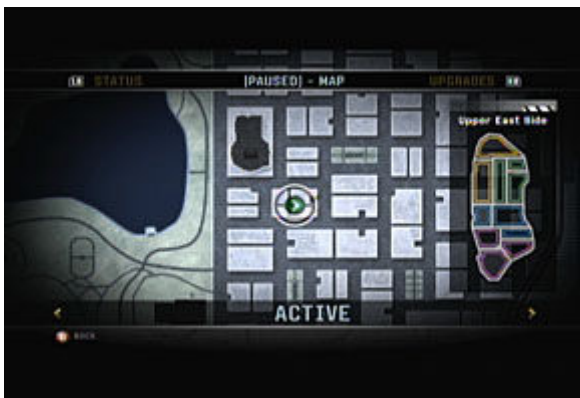 LB STATUS [PAUSED] - MAP UPGRADES RB
Upper East Side
ACTIVE
B BACK